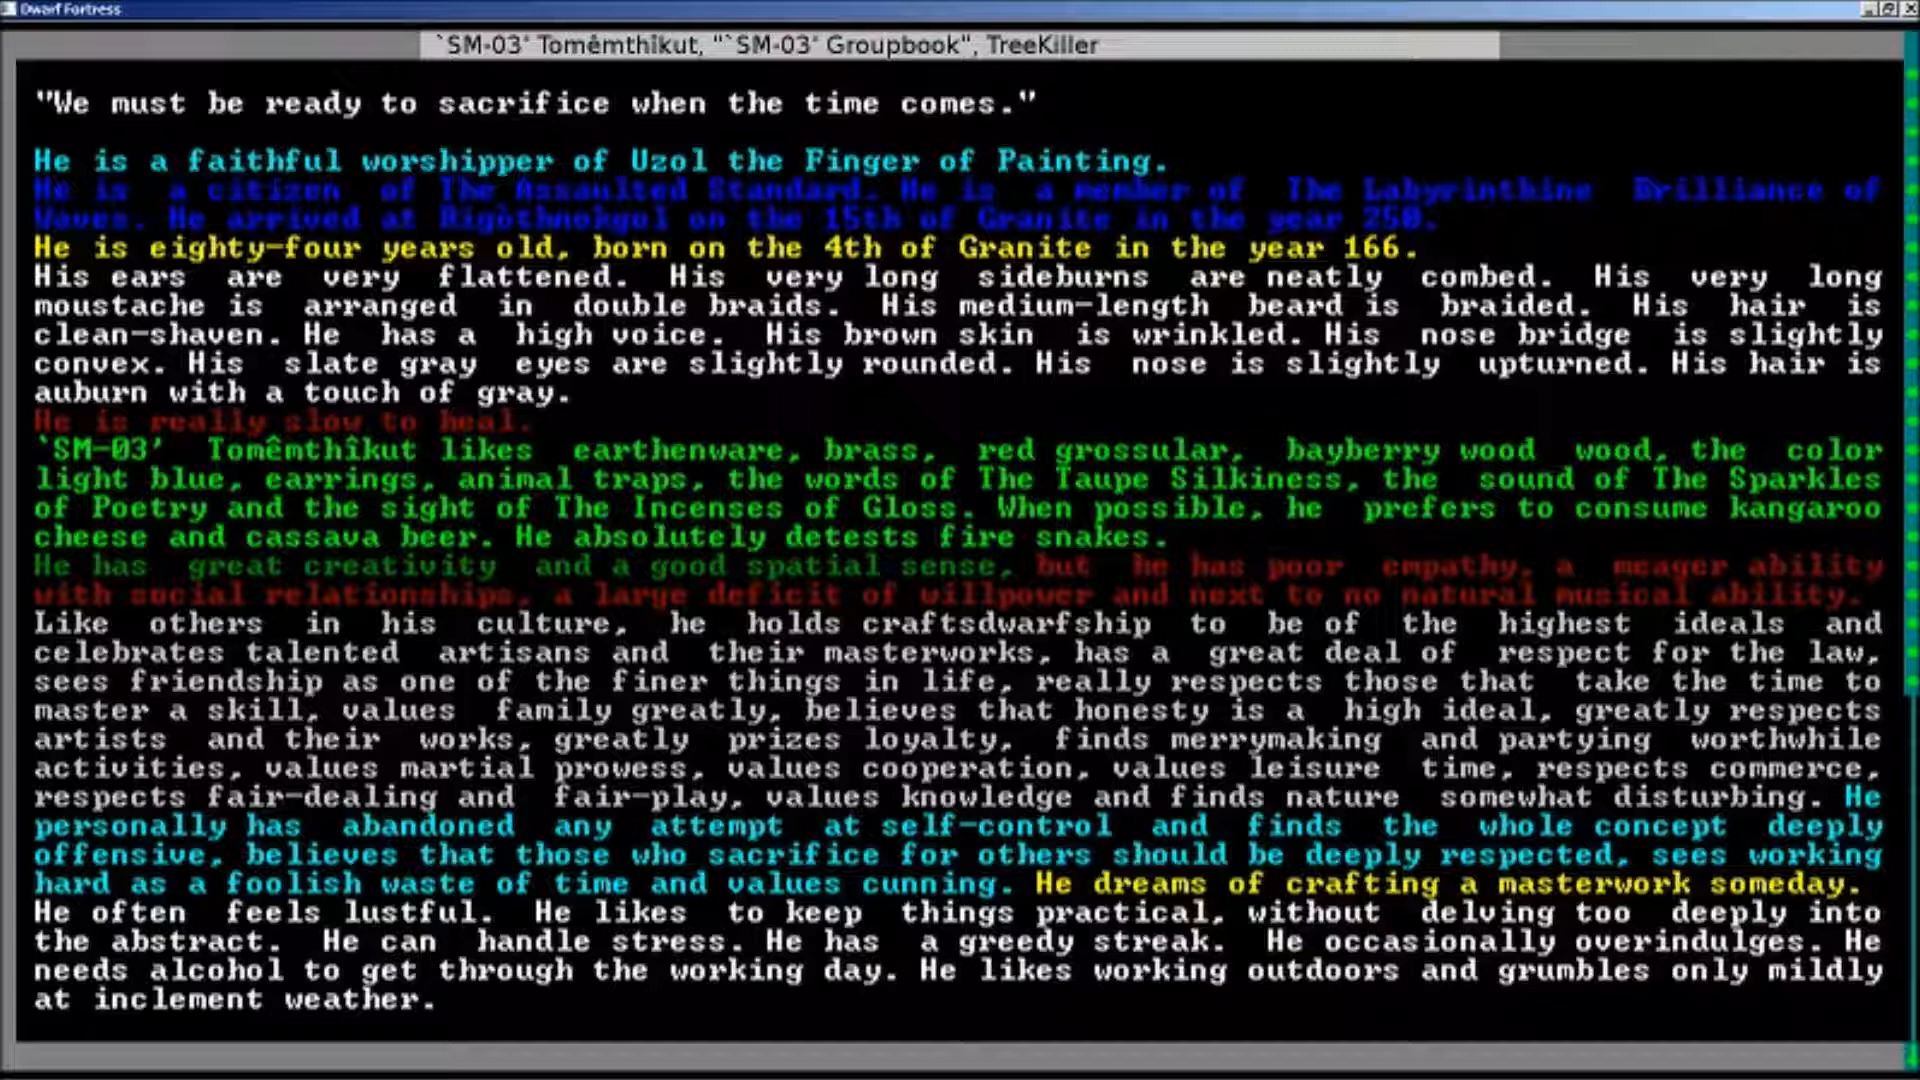 Dwarf Fortress
`SM-03' Tomêmthîkut, "`SM-03' Groupbook", TreeKiller
"We must be ready to sacrifice when the time comes."
He is a faithful worshipper of Uzol the Finger of Painting.
He is a citizen of The Assaulted Standard. He is a member of The Labyrinthine Brilliance of
Waves. He arrived at on the 15th of Granite in the year 250.
He is eighty-four years old, born on the 4th of Granite in the year 166.
His ears are very flattened. His very long sideburns are neatly combed. His very long
moustache is arranged in double braids. His medium-length beard is braided. His hair is
clean-shaven. He has a high voice. His brown skin is wrinkled. His nose bridge is slightly
convex. His slate gray eyes are slightly rounded. His nose is slightly upturned. His hair is
auburn with a touch of gray.
He is really slow to heal.
`SM-03' Tomêmthîkut likes earthenware, brass, red grossular, bayberry wood wood, the color
light blue, earrings, animal traps, the words of The Taupe Silkiness, the sound of The Sparkles
of Poetry and the sight of The Incenses of Gloss. When possible, he prefers to consume kangaroo
cheese and cassava beer. He absolutely detests fire snakes.
He has great creativity and a good spatial sense, but he has poor empathy, a meager ability
with social relationships, a large deficit of willpower and next to no natural musical ability.
Like others in his culture, he holds craftsdwarfship to be of the highest ideals and
celebrates talented artisans and their masterworks, has a great deal of respect for the law,
sees friendship as one of the finer things in life, really respects those that take the time to
master a skill, values family greatly, believes that honesty is a high ideal, greatly respects
artists and their works, greatly prizes loyalty, finds merrymaking and partying worthwhile
activities, values martial prowess, values cooperation, values leisure time, respects commerce,
respects fair-dealing and fair-play, values knowledge and finds nature somewhat disturbing. He
personally has abandoned any attempt at self-control and finds the whole concept deeply
offensive, believes that those who sacrifice for others should be deeply respected, sees working
hard as a foolish waste of time and values cunning. He dreams of crafting a masterwork someday.
He often feels lustful. He likes to keep things practical, without delving too deeply into
the abstract. He can handle stress. He has a greedy streak. He occasionally overindulges. He
needs alcohol to get through the working day. He likes working outdoors and grumbles only mildly
at inclement weather.